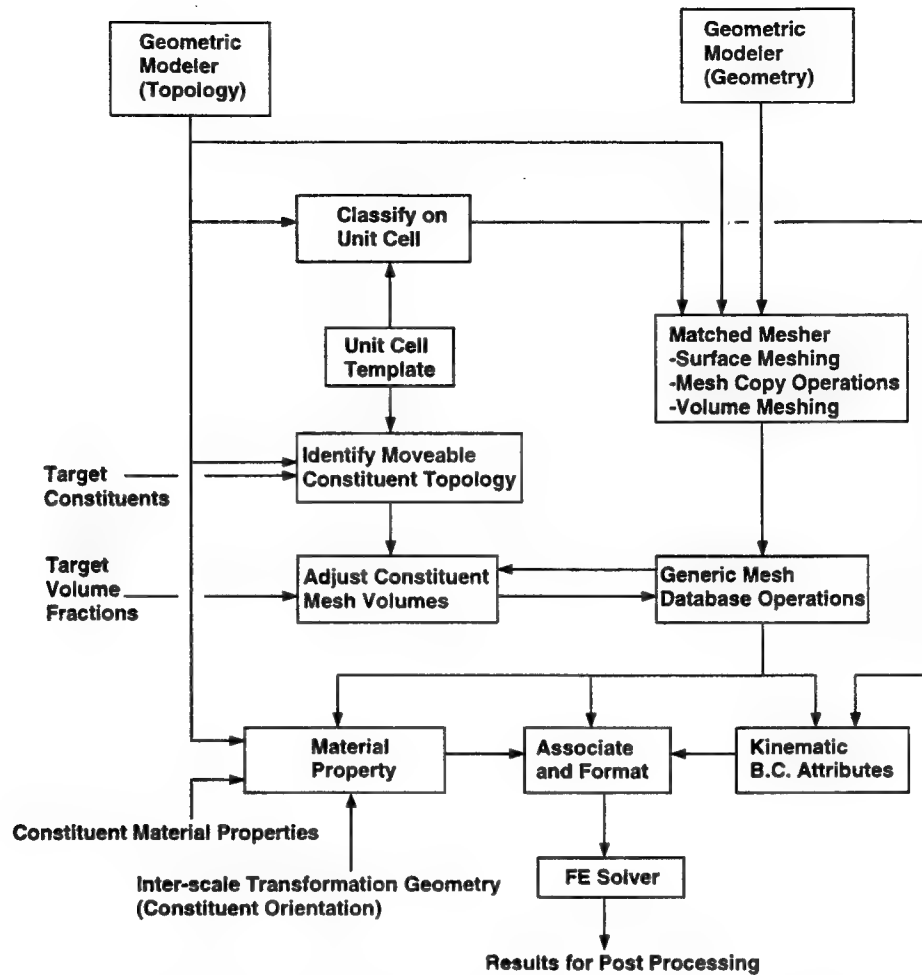 Geometric
Modeler
(Topology)
Geometric
Modeler
(Geometry)
Classify on
Unit Cell
Unit Cell
Template
Matched Mesher
-Surface Meshing
-Mesh Copy Operations
-Volume Meshing
Identify Moveable
Constituent Topology
Target
Constituents
Target
Volume
Fractions
Adjust Constituent
Mesh Volumes
Generic Mesh
Database Operations
Material
Property
Associate
and Format
Kinematic
B.C. Attributes
Constituent Material Properties
Inter-scale Transformation Geometry
(Constituent Orientation)
FE Solver
Results for Post Processing